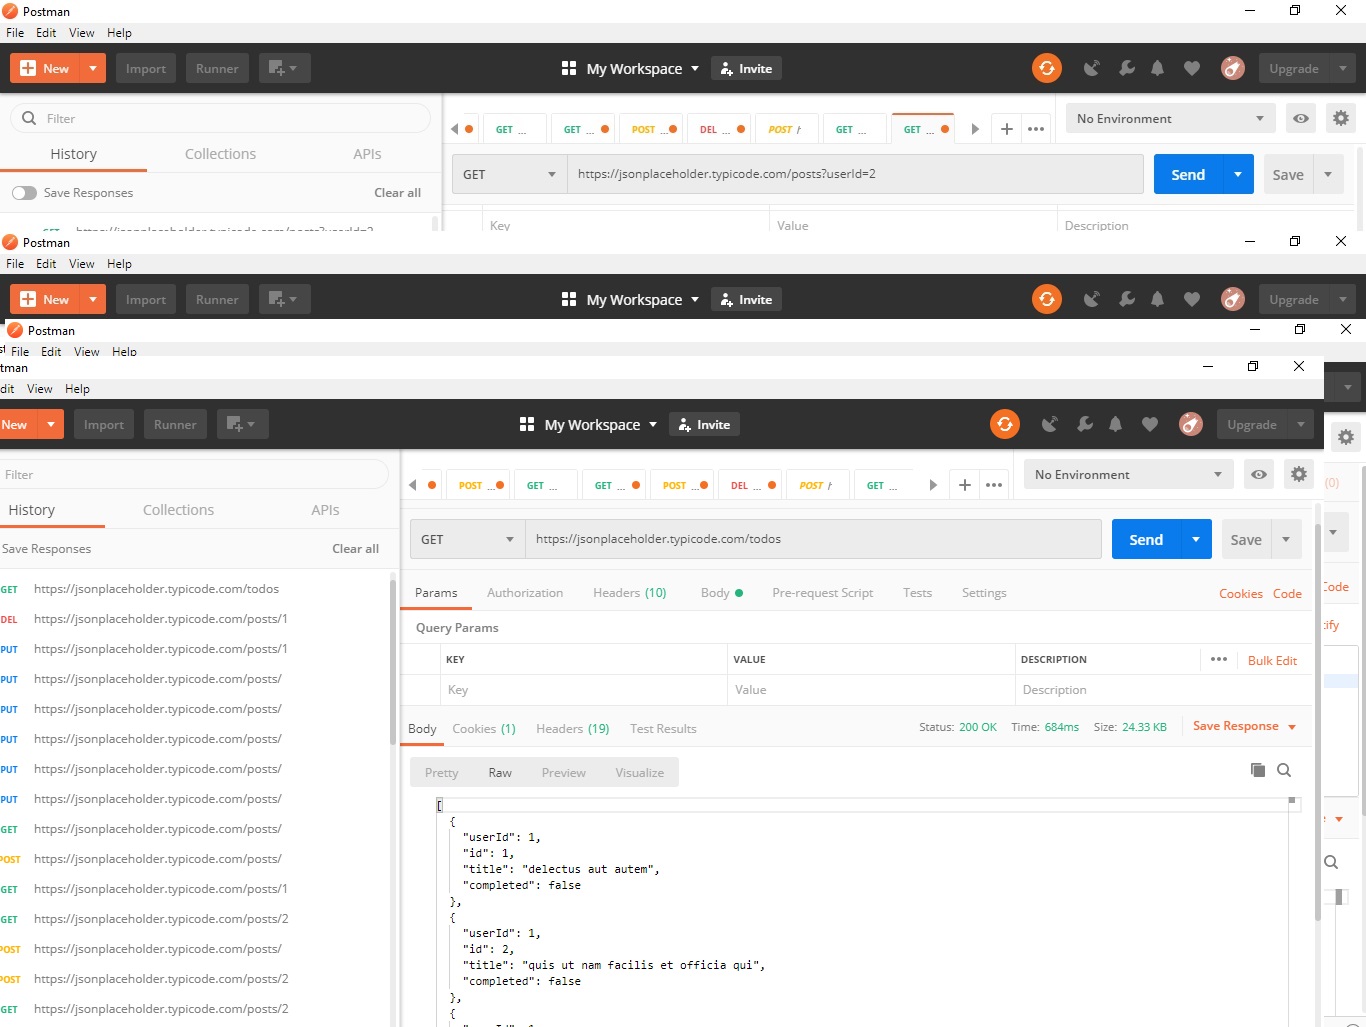 Postman
File Edit View Help
New Import Runner My Workspace Invite Upgrade
Filter
GET ... GET ... POST ... DEL ... POST GET ... GET ... No Environment
History Collections APIs
GET https://jsonplaceholder.typicode.com/posts?userId=2 Send Save
Save Responses Clear all
Key Value Description
GET https://jsonplaceholder.typicode.com/posts?userId=2
Postman
File Edit View Help
New Import Runner My Workspace Invite Upgrade
Postman
File Edit View Help
tman
dit View Help
New Import Runner My Workspace Invite Upgrade
Filter
POST ... GET ... GET ... POST ... DEL ... POST GET ... No Environment
(0)
History Collections APIs
GET https://jsonplaceholder.typicode.com/todos Send Save
Save Responses Clear all
Params Authorization Headers (10) Body Pre-request Script Tests Settings Cookies Code
Code
Query Params
tify
KEY VALUE DESCRIPTION ••• Bulk Edit
Key Value Description
Body Cookies (1) Headers (19) Test Results Status: 200 OK Time: 684ms Size: 24.33 KB Save Response
Pretty Raw Preview Visualize
GET https://jsonplaceholder.typicode.com/todos
DEL https://jsonplaceholder.typicode.com/posts/1
PUT https://jsonplaceholder.typicode.com/posts/1
PUT https://jsonplaceholder.typicode.com/posts/
PUT https://jsonplaceholder.typicode.com/posts/
PUT https://jsonplaceholder.typicode.com/posts/
PUT https://jsonplaceholder.typicode.com/posts/
PUT https://jsonplaceholder.typicode.com/posts/
GET https://jsonplaceholder.typicode.com/posts/
POST https://jsonplaceholder.typicode.com/posts/
GET https://jsonplaceholder.typicode.com/posts/1
GET https://jsonplaceholder.typicode.com/posts/2
POST https://jsonplaceholder.typicode.com/posts/
POST https://jsonplaceholder.typicode.com/posts/2
GET https://jsonplaceholder.typicode.com/posts/2
[
{
"userId": 1,
"id": 1,
"title": "delectus aut autem",
"completed": false
},
{
"userId": 1,
"id": 2,
"title": "quis ut nam facilis et officia qui",
"completed": false
},
{